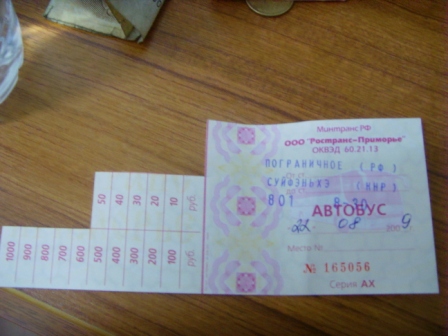 Минтранс РФ
ООО "Ространс-Приморье"
ОКВЭД 60.21.13
ПОГРАНИЧНОЕ (РФ)
СУЙФЭНЬХЭ (КНР)
801 8-30
АВТОБУС
22. 08 2009
Место №
№ 165056
Серия АХ
50 40 30 20 10 руб.
1000 900 800 700 600 500 400 300 200 100 руб.